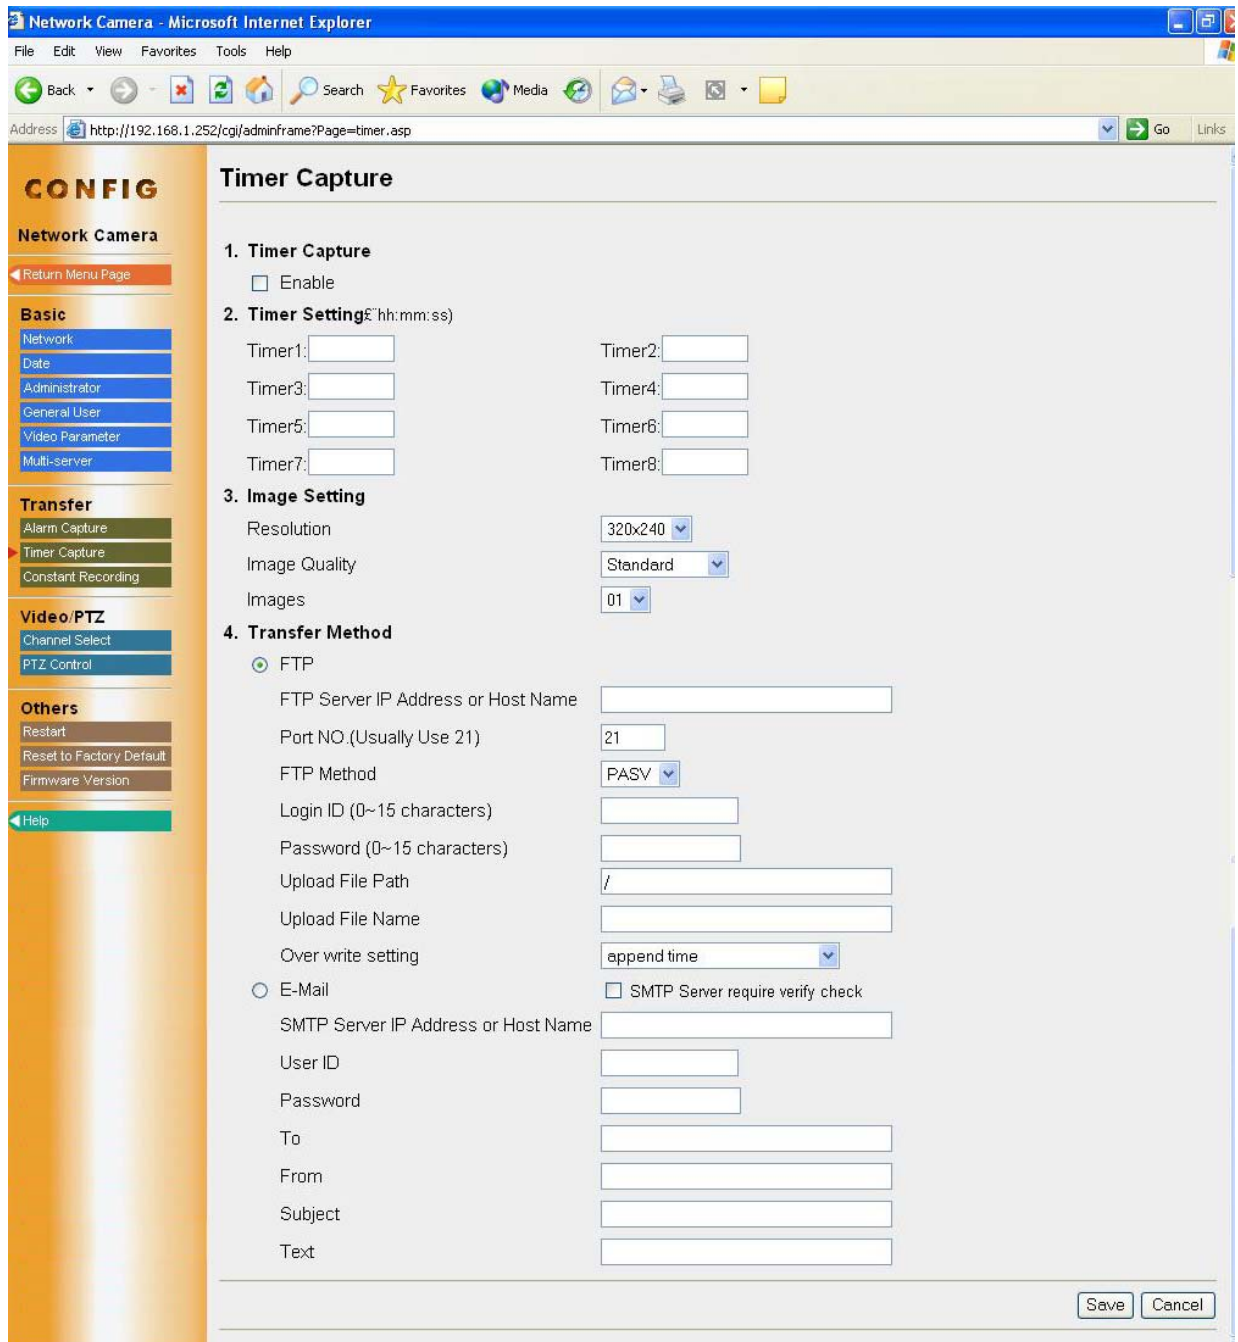 Network Camera - Microsoft Internet Explorer
File Edit View Favorites Tools Help
Back Search Favorites Media
Address http://192.168.1.252/cgi/adminframe?Page=timer.asp Go Links
CONFIG
Network Camera
Return Menu Page
Basic
Network
Date
Administrator
General User
Video Parameter
Multi-server
Transfer
Alarm Capture
Timer Capture
Constant Recording
Video/PTZ
Channel Select
PTZ Control
Others
Restart
Reset to Factory Default
Firmware Version
Help
Timer Capture
1. Timer Capture
Enable
2. Timer Setting£¨hh:mm:ss)
Timer1: Timer2:
Timer3: Timer4:
Timer5: Timer6:
Timer7: Timer8:
3. Image Setting
Resolution 320x240
Image Quality Standard
Images 01
4. Transfer Method
FTP
FTP Server IP Address or Host Name
Port NO.(Usually Use 21) 21
FTP Method PASV
Login ID (0~15 characters)
Password (0~15 characters)
Upload File Path /
Upload File Name
Over write setting append time
E-Mail SMTP Server require verify check
SMTP Server IP Address or Host Name
User ID
Password
To
From
Subject
Text
Save Cancel